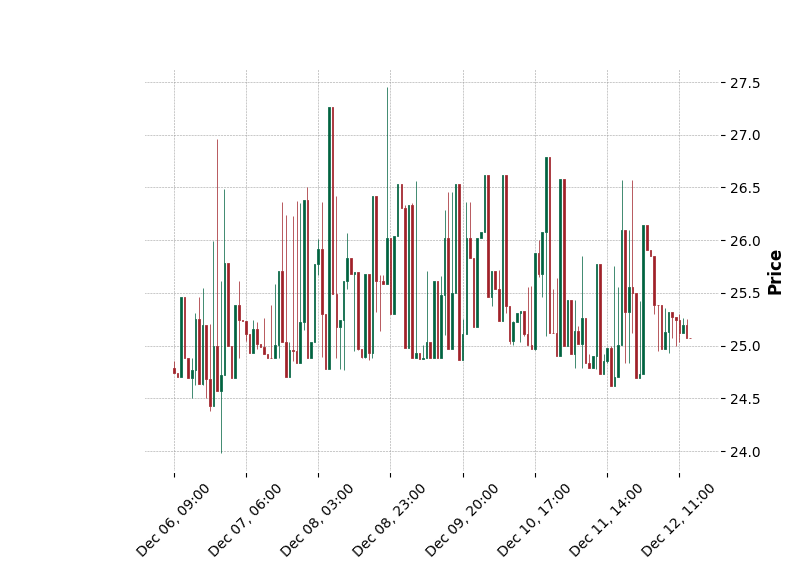 27.5
27.0
26.5
26.0
25.5
25.0
24.5
24.0
Price
Dec 06, 09:00
Dec 07, 06:00
Dec 08, 03:00
Dec 08, 23:00
Dec 09, 20:00
Dec 10, 17:00
Dec 11, 14:00
Dec 12, 11:00